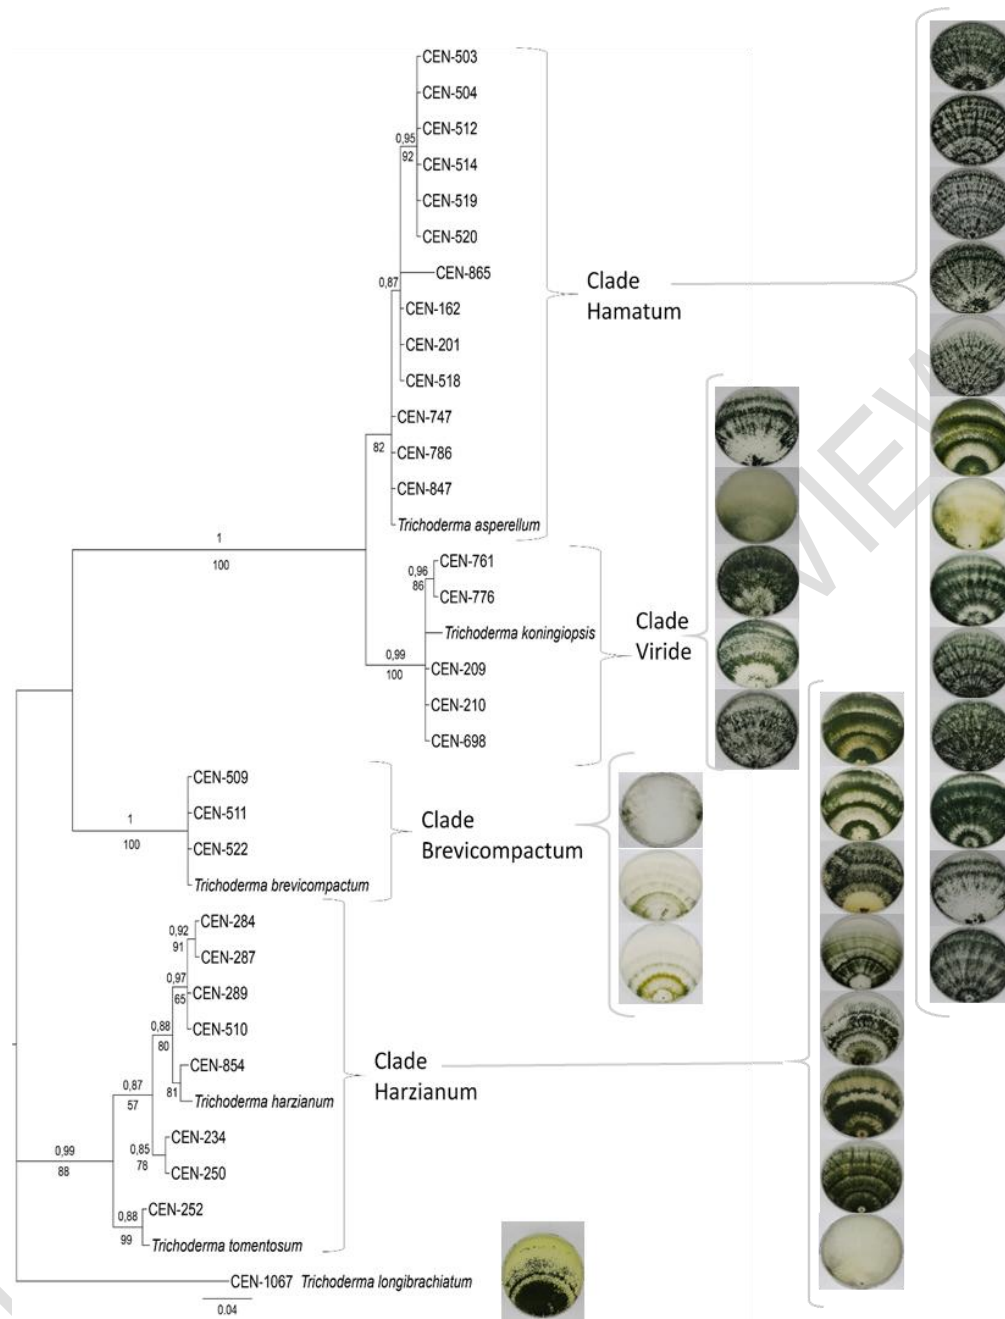 CEN-503
CEN-504
0,95
CEN-512
92
CEN-514
CEN-519
CEN-520
CEN-865
0,87
Clade
Hamatum
CEN-162
CEN-201
CEN-518
CEN-747
82
CEN-786
CEN-847
Trichoderma asperellum
1
100
CEN-761
0,96
86
CEN-776
Clade
Viride
Trichoderma koningiopsis
0,99
100
CEN-209
CEN-210
CEN-698
CEN-509
1
100
CEN-511
Clade
Brevicompactum
CEN-522
Trichoderma brevicompactum
CEN-284
0,92
91
CEN-287
0,97
65
CEN-289
CEN-510
0,88
80
CEN-854
Clade
Harzianum
81
Trichoderma harzianum
0,87
57
CEN-234
0,85
78
CEN-250
0,99
88
CEN-252
0,88
99
Trichoderma tomentosum
CEN-1067 Trichoderma longibrachiatum
0.04